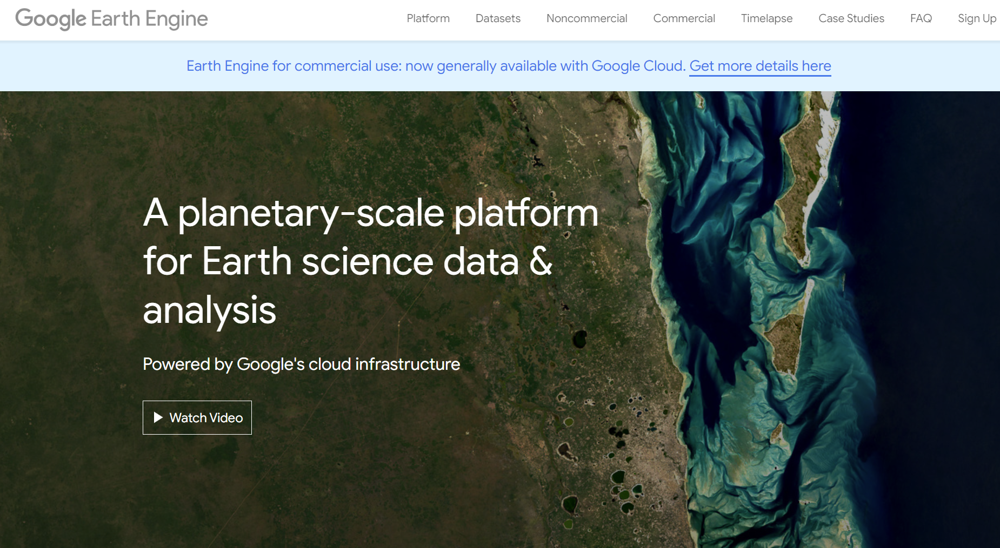 Google Earth Engine
Platform Datasets Noncommercial Commercial Timelapse Case Studies FAQ Sign Up
Earth Engine for commercial use: now generally available with Google Cloud. Get more details here
A planetary-scale platform
for Earth science data &
analysis
Powered by Google's cloud infrastructure
Watch Video